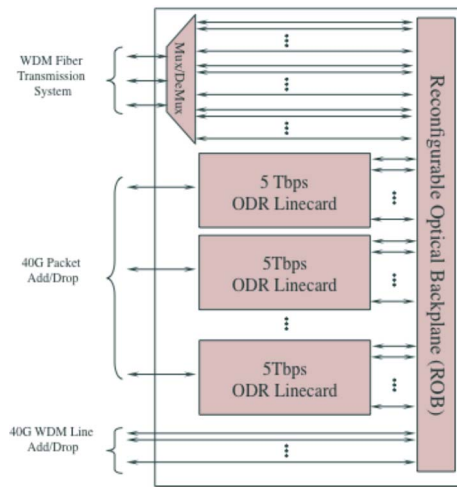 WDM Fiber
Transmission
System
Mux/DeMux
Reconfigurable Optical Backplane (ROB)
5 Tbps
ODR Linecard
40G Packet
Add/Drop
5Tbps
ODR Linecard
5Tbps
ODR Linecard
40G WDM Line
Add/Drop